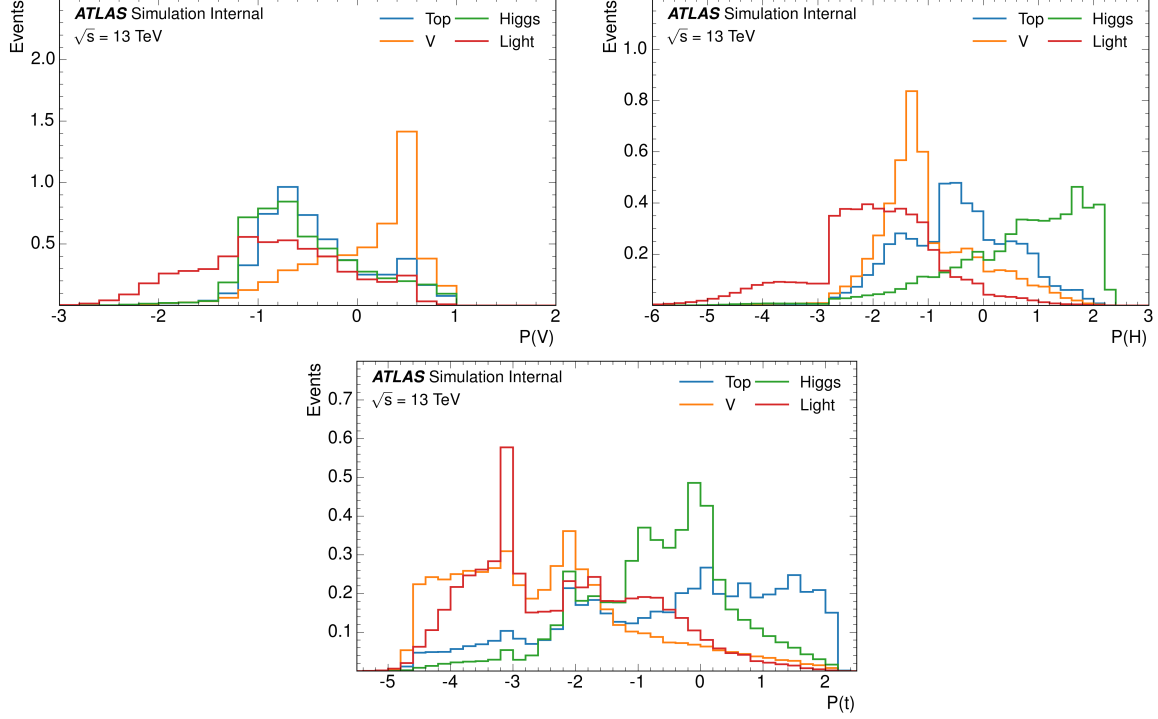 ATLAS Simulation Internal
√s = 13 TeV
Top
Higgs
V
Light
Events
2.0
1.5
1.0
0.5
-3 -2 -1 0 1 2
P(V)
ATLAS Simulation Internal
√s = 13 TeV
Top
Higgs
V
Light
Events
1.0
0.8
0.6
0.4
0.2
-6 -5 -4 -3 -2 -1 0 1 2 3
P(H)
ATLAS Simulation Internal
√s = 13 TeV
Top
Higgs
V
Light
Events
0.7
0.6
0.5
0.4
0.3
0.2
0.1
-5 -4 -3 -2 -1 0 1 2
P(t)